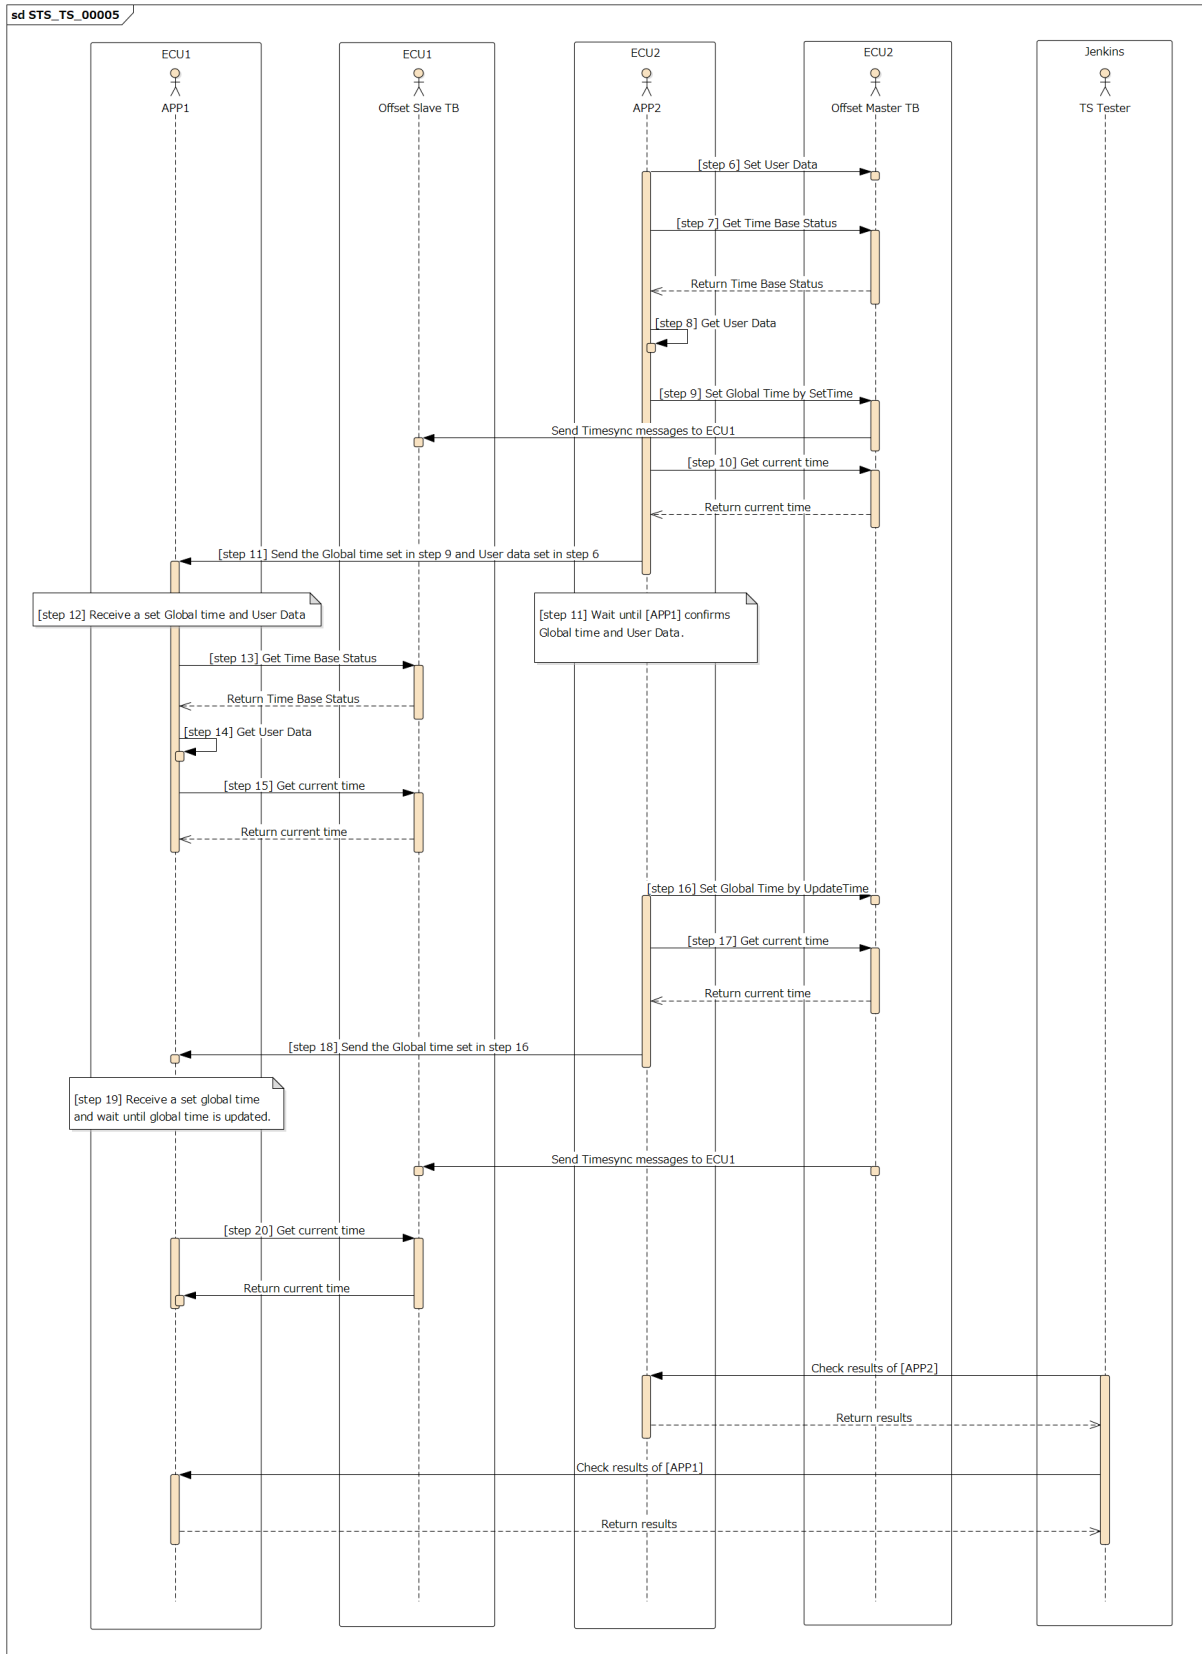 sd STS_TS_00005
ECU1
ECU1
ECU2
ECU2
Jenkins
APP1
Offset Slave TB
APP2
Offset Master TB
TS Tester
[step 6] Set User Data
[step 7] Get Time Base Status
Return Time Base Status
[step 8] Get User Data
[step 9] Set Global Time by SetTime
Send Timesync messages to ECU1
[step 10] Get current time
Return current time
[step 11] Send the Global time set in step 9 and User data set in step 6
[step 12] Receive a set Global time and User Data
[step 11] Wait until [APP1] confirms
Global time and User Data.
[step 13] Get Time Base Status
Return Time Base Status
[step 14] Get User Data
[step 15] Get current time
Return current time
[step 16] Set Global Time by UpdateTime
[step 17] Get current time
Return current time
[step 18] Send the Global time set in step 16
[step 19] Receive a set global time
and wait until global time is updated.
Send Timesync messages to ECU1
[step 20] Get current time
Return current time
Check results of [APP2]
Return results
Check results of [APP1]
Return results